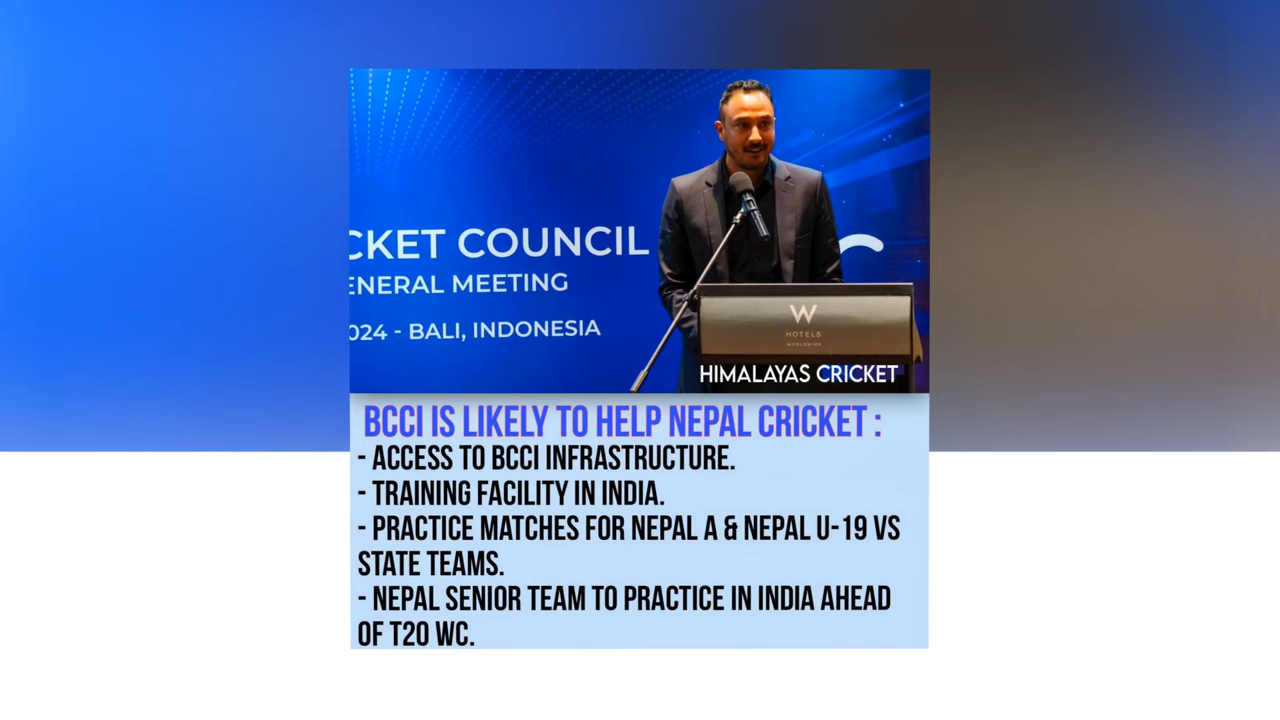 CKET COUNCIL
ENERAL MEETING
024 - BALI, INDONESIA
W
HOTELS
WORLDWIDE
HIMALAYAS CRICKET
BCCI IS LIKELY TO HELP NEPAL CRICKET :
- ACCESS TO BCCI INFRASTRUCTURE.
- TRAINING FACILITY IN INDIA.
- PRACTICE MATCHES FOR NEPAL A & NEPAL U-19 VS
STATE TEAMS.
- NEPAL SENIOR TEAM TO PRACTICE IN INDIA AHEAD
OF T20 WC.